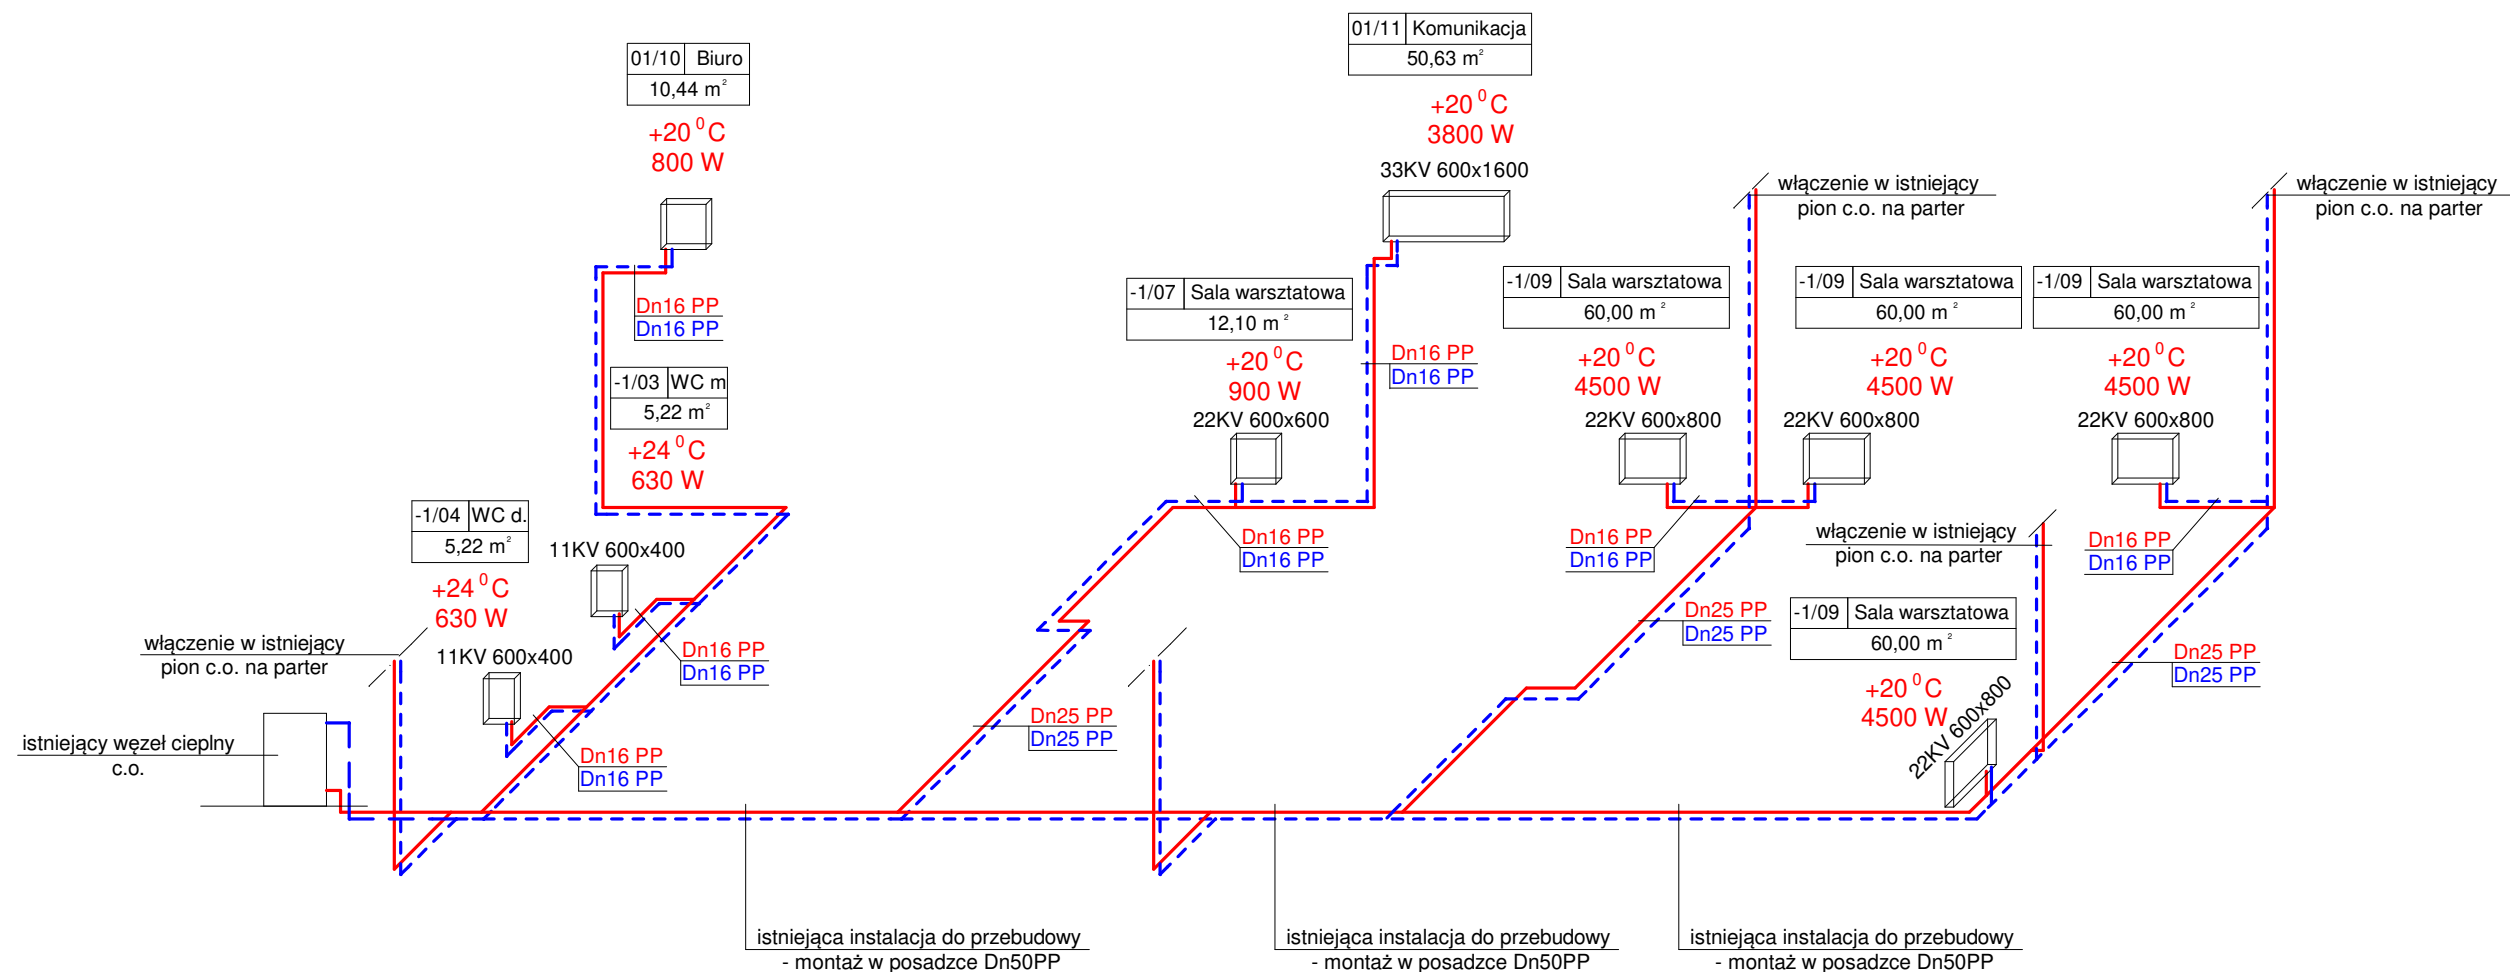 01/10 Biuro
10,44 m²
+20 ⁰C
800 W
Dn16 PP
Dn16 PP
-1/03 WC m
5,22 m²
+24 ⁰C
630 W
11KV 600x400
Dn16 PP
Dn16 PP
-1/04 WC d.
5,22 m²
+24 ⁰C
630 W
11KV 600x400
Dn16 PP
Dn16 PP
włączenie w istniejący
pion c.o. na parter
istniejący węzeł cieplny
c.o.
01/11 Komunikacja
50,63 m²
+20 ⁰C
3800 W
33KV 600x1600
Dn16 PP
Dn16 PP
-1/07 Sala warsztatowa
12,10 m²
+20 ⁰C
900 W
22KV 600x600
Dn16 PP
Dn16 PP
Dn25 PP
Dn25 PP
włączenie w istniejący
pion c.o. na parter
-1/09 Sala warsztatowa
60,00 m²
+20 ⁰C
4500 W
22KV 600x800
Dn16 PP
Dn16 PP
Dn25 PP
Dn25 PP
-1/09 Sala warsztatowa
60,00 m²
+20 ⁰C
4500 W
22KV 600x800
włączenie w istniejący
pion c.o. na parter
-1/09 Sala warsztatowa
60,00 m²
+20 ⁰C
4500 W
22KV 600x800
Dn16 PP
Dn16 PP
włączenie w istniejący
pion c.o. na parter
-1/09 Sala warsztatowa
60,00 m²
+20 ⁰C
4500 W
22KV 600x800
Dn25 PP
Dn25 PP
istniejąca instalacja do przebudowy
- montaż w posadzce Dn50PP
istniejąca instalacja do przebudowy
- montaż w posadzce Dn50PP
istniejąca instalacja do przebudowy
- montaż w posadzce Dn50PP